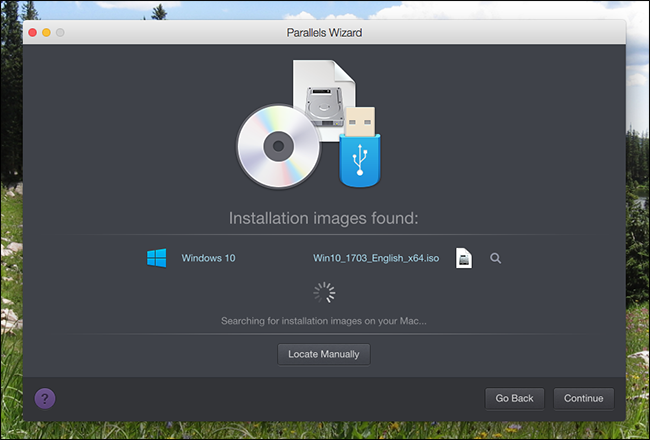 Parallels Wizard
Installation images found:
Windows 10 Win10_1703_English_x64.iso
Searching for installation images on your Mac...
Locate Manually
? Go Back Continue